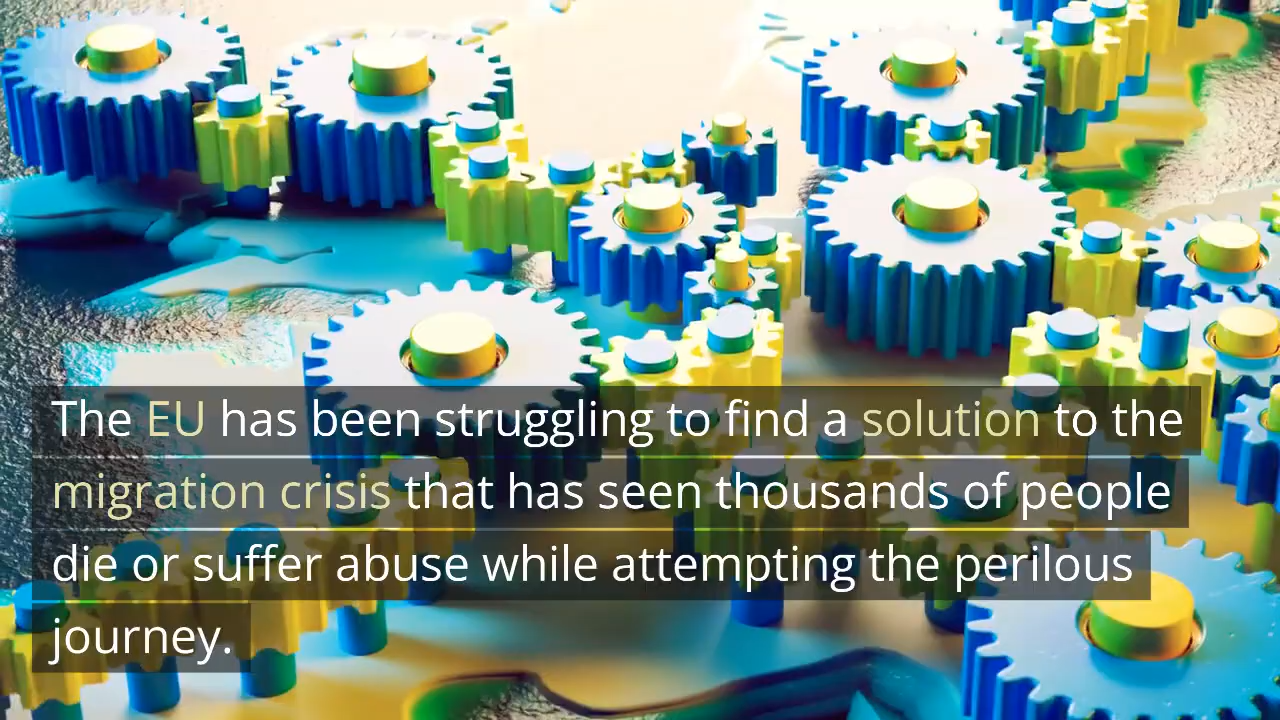 The EU has been struggling to find a solution to the
migration crisis that has seen thousands of people
die or suffer abuse while attempting the perilous
journey.